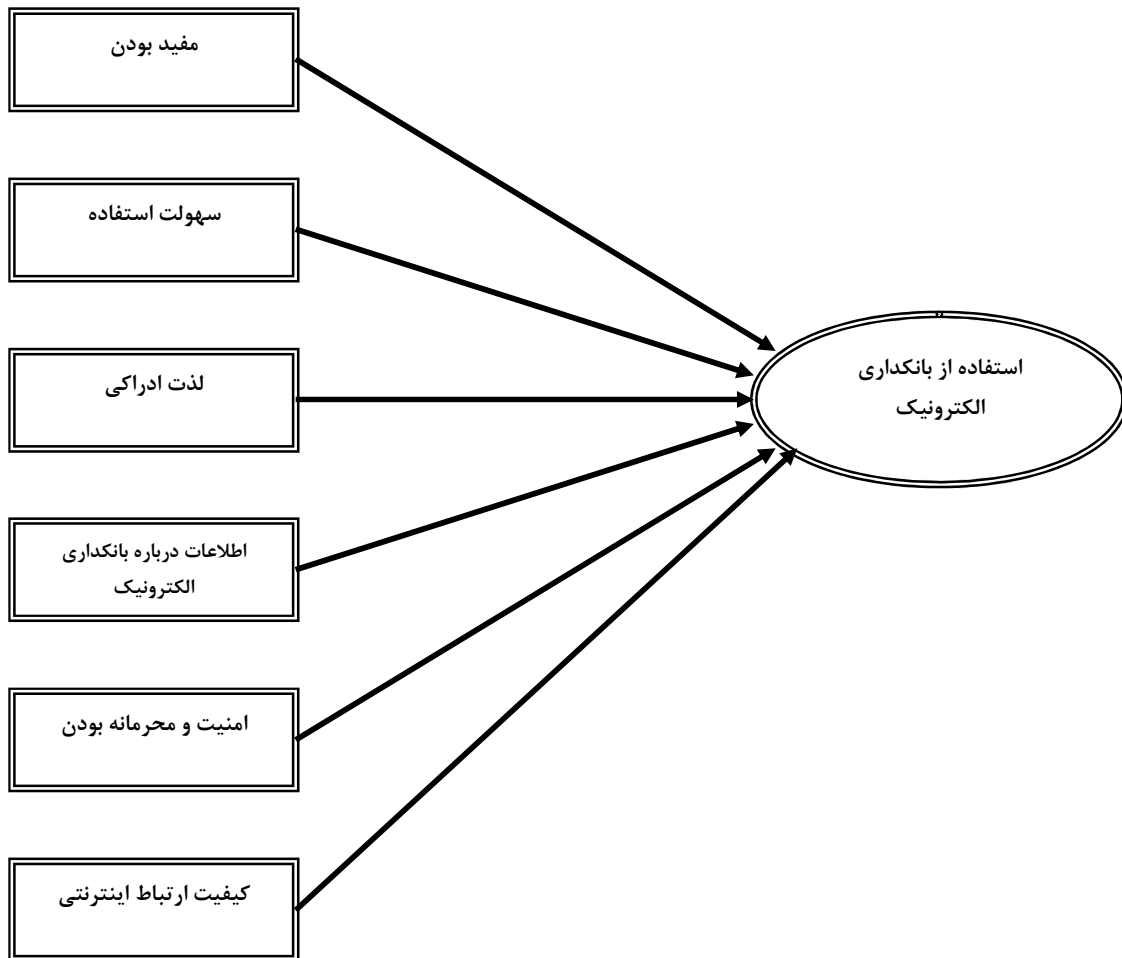 مفید بودن
سهولت استفاده
لذت ادراکی
اطلاعات درباره بانکداری
الکترونیک
امنیت و محرمانه بودن
کیفیت ارتباط اینترنتی
استفاده از بانکداری
الکترونیک